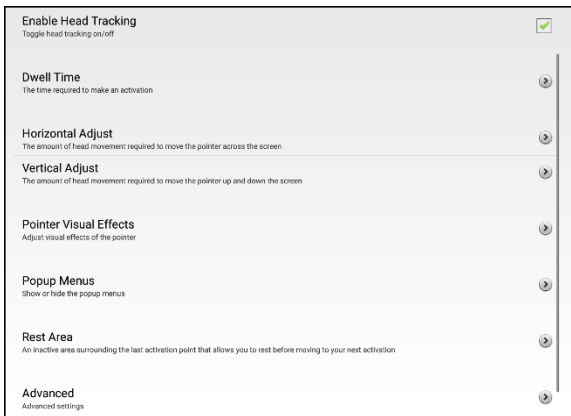 Enable Head Tracking
Toggle head tracking on/off
Dwell Time
The time required to make an activation
Horizontal Adjust
The amount of head movement required to move the pointer across the screen
Vertical Adjust
The amount of head movement required to move the pointer up and down the screen
Pointer Visual Effects
Adjust visual effects of the pointer
Popup Menus
Show or hide the popup menus
Rest Area
An inactive area surrounding the last activation point that allows you to rest before moving to your next activation
Advanced
Advanced settings